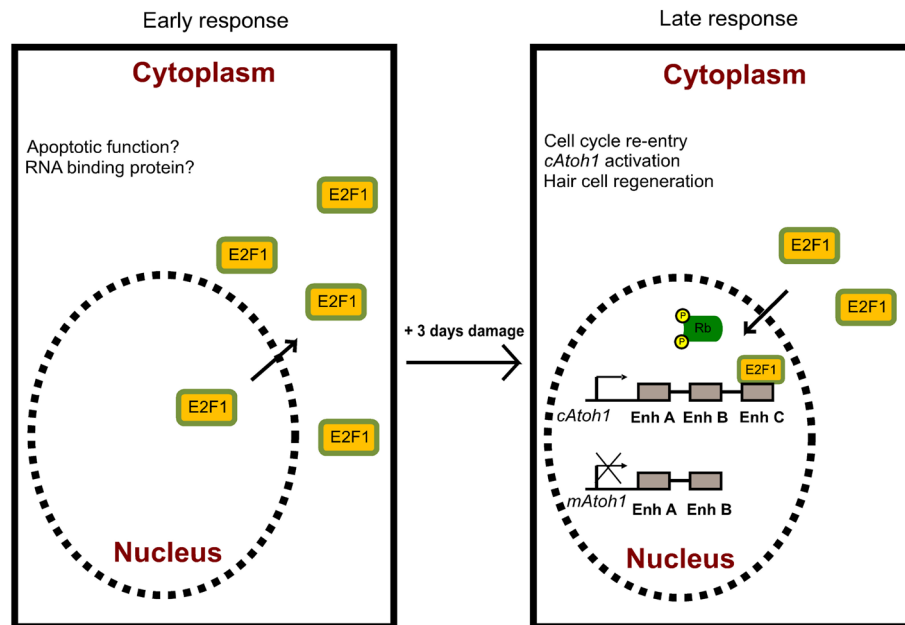 Early response
Cytoplasm
Apoptotic function?
RNA binding protein?
E2F1
E2F1
E2F1
E2F1
E2F1
Nucleus
+ 3 days damage
Late response
Cytoplasm
Cell cycle re-entry
cAtoh1 activation
Hair cell regeneration
E2F1
E2F1
P
Rb
P
E2F1
cAtoh1
Enh A Enh B Enh C
mAtoh1
Enh A Enh B
Nucleus